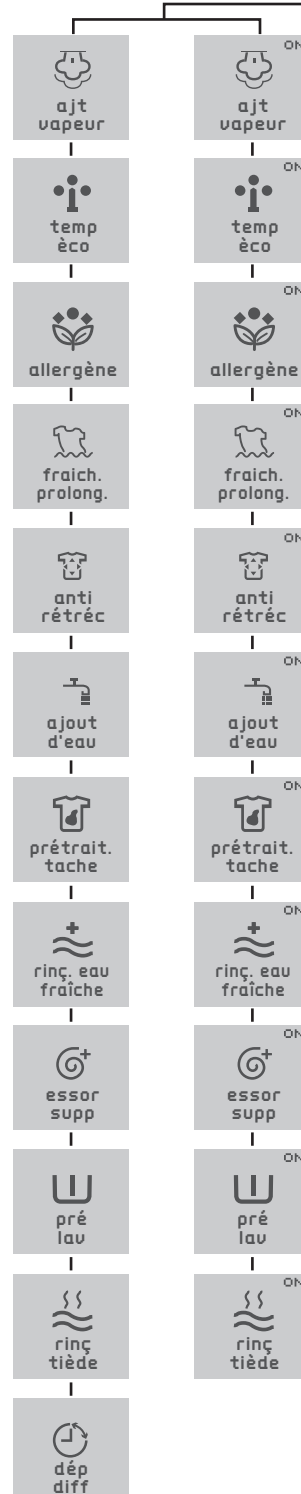 ajt
vapeur
temp
èco
allergène
fraich.
prolong.
anti
rétréc
ajout
d'eau
prétrait.
tache
rinç. eau
fraîche
essor
supp
pré
lav
rinç
tiède
dép
diff
ON
ajt
vapeur
ON
temp
èco
ON
allergène
ON
fraich.
prolong.
ON
anti
rétréc
ON
ajout
d'eau
ON
prétrait.
tache
ON
rinç. eau
fraîche
ON
essor
supp
ON
pré
lav
ON
rinç
tiède